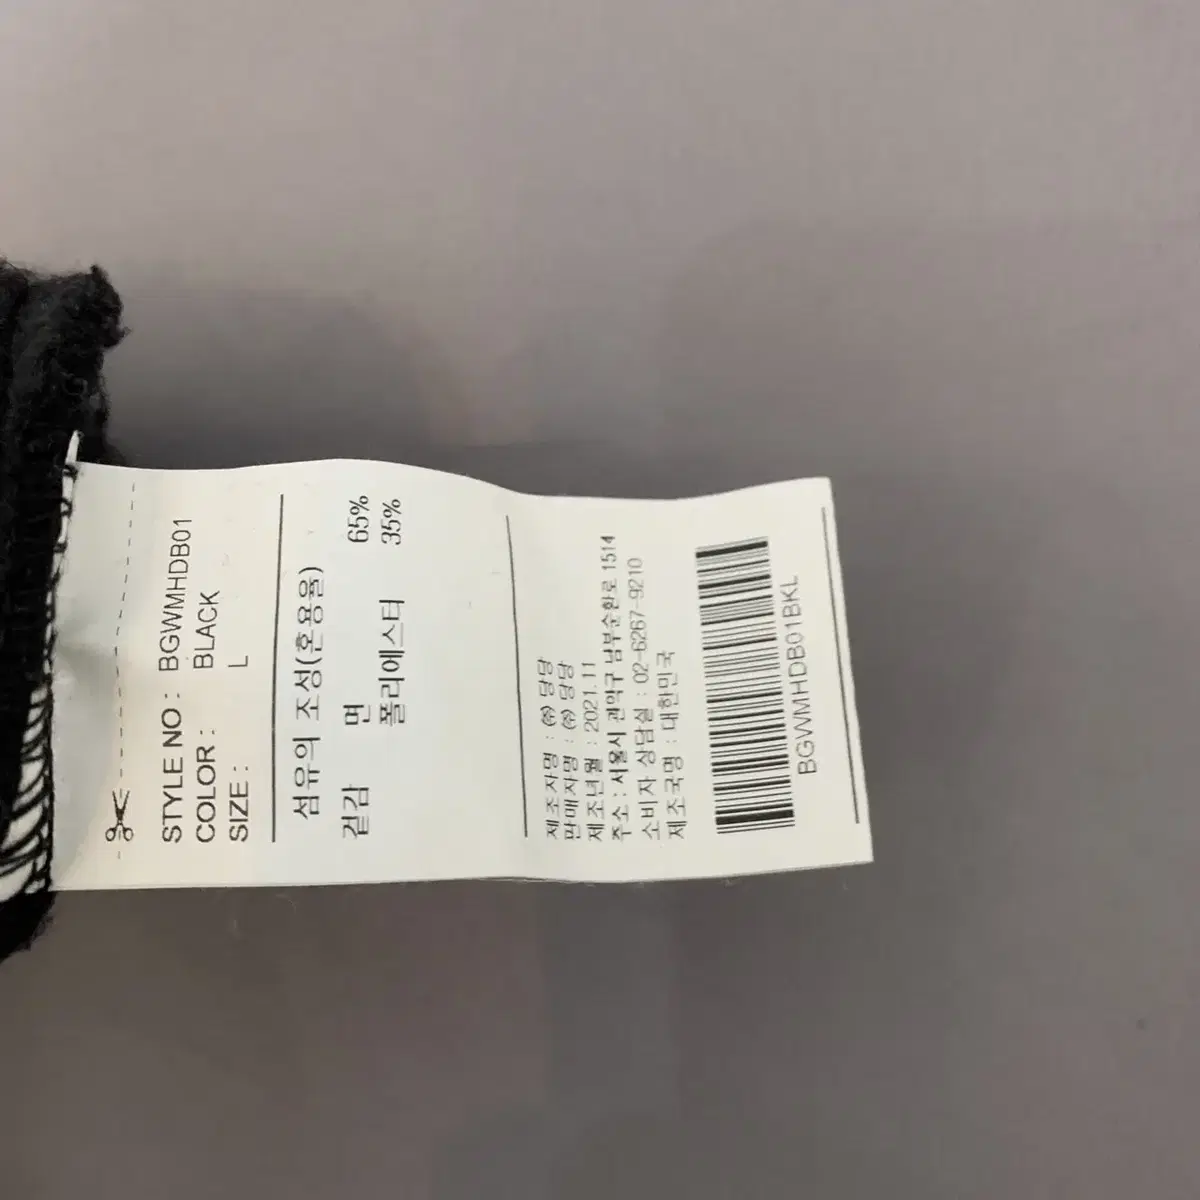 STYLE NO : BGWMHDB01
COLOR : BLACK
SIZE : L
섬유의 조성(혼용율)
겉감 면 65%
폴리에스터 35%
제조자명 : ㈜ 당당
판매자명 : ㈜ 당당
제조년월 : 2021.11
주소 : 서울시 관악구 남부순환로 1514
소비자 상담실 : 02-6267-9210
제조국명 : 대한민국
BGWMHDB01BKL